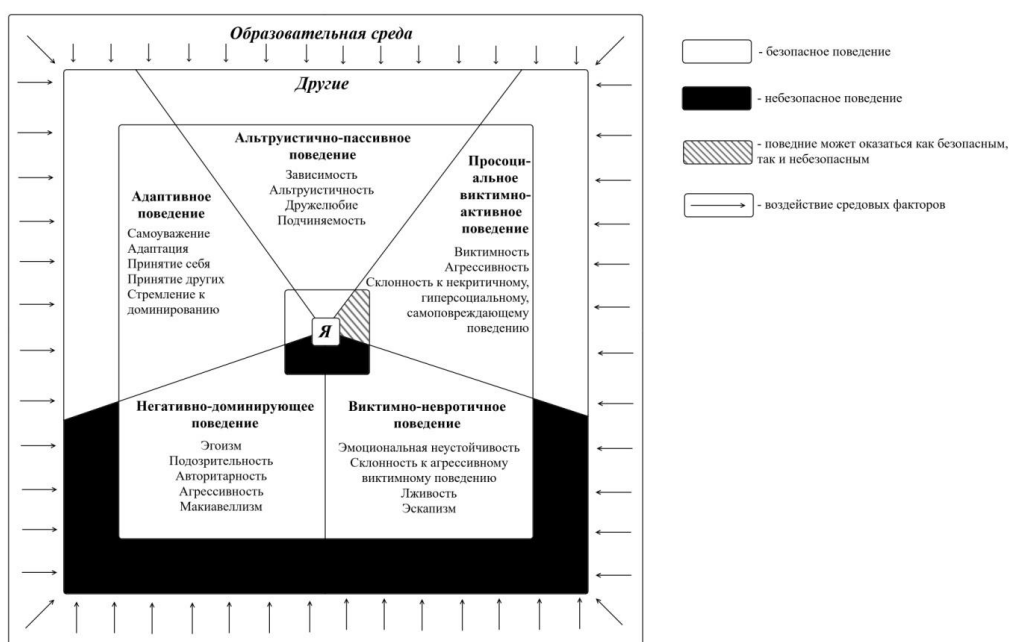 Образовательная среда
Другие
Альтруистично-пассивное
поведение
Зависимость
Альтруистичность
Дружелюбие
Подчиняемость
Адаптивное
поведение
Самоуважение
Адаптация
Принятие себя
Принятие других
Стремление к
доминированию
Просоци-
альное
виктимно-
активное
поведение
Виктимность
Агрессивность
Склонность к некритичному,
гиперсоциальному,
самоповреждающему
поведению
Я
Негативно-доминирующее
поведение
Эгоизм
Подозрительность
Авторитарность
Агрессивность
Макиавеллизм
Виктимно-невротичное
поведение
Эмоциональная неустойчивость
Склонность к агрессивному
виктимному поведению
Лживость
Эскапизм
- безопасное поведение
- небезопасное поведение
- поведние может оказаться как безопасным,
так и небезопасным
- воздействие средовых факторов